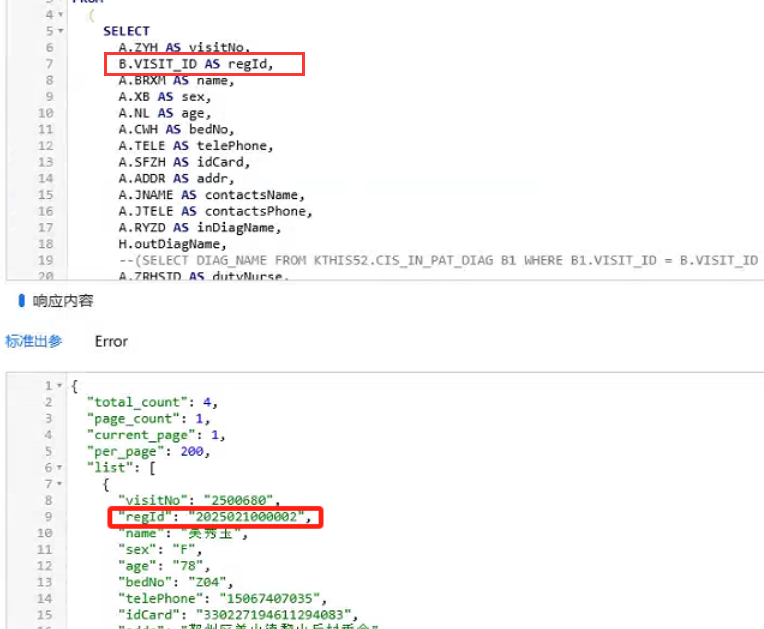 FROM
4 (
5 SELECT
6 A.ZYH AS visitNo,
7 B.VISIT_ID AS regId,
8 A.BRXM AS name,
9 A.XB AS sex,
10 A.NL AS age,
11 A.CWH AS bedNo,
12 A.TELE AS telePhone,
13 A.SFZH AS idCard,
14 A.ADDR AS addr,
15 A.JNAME AS contactsName,
16 A.JTELE AS contactsPhone,
17 A.RYZD AS inDiagName,
18 H.outDiagName,
19 --(SELECT DIAG_NAME FROM KTHIS52.CIS_IN_PAT_DIAG B1 WHERE B1.VISIT_ID = B.VISIT_ID
20 A.ZRHSID AS dutyNurse,
响应内容
标准出参 Error
1 {
2 "total_count": 4,
3 "page_count": 1,
4 "current_page": 1,
5 "per_page": 200,
6 "list": [
7 {
8 "visitNo": "2500680",
9 "regId": "2025021000002",
10 "name": "吴秀玉",
11 "sex": "F",
12 "age": "78",
13 "bedNo": "Z04",
14 "telePhone": "15067407035",
15 "idCard": "330227194611294083",